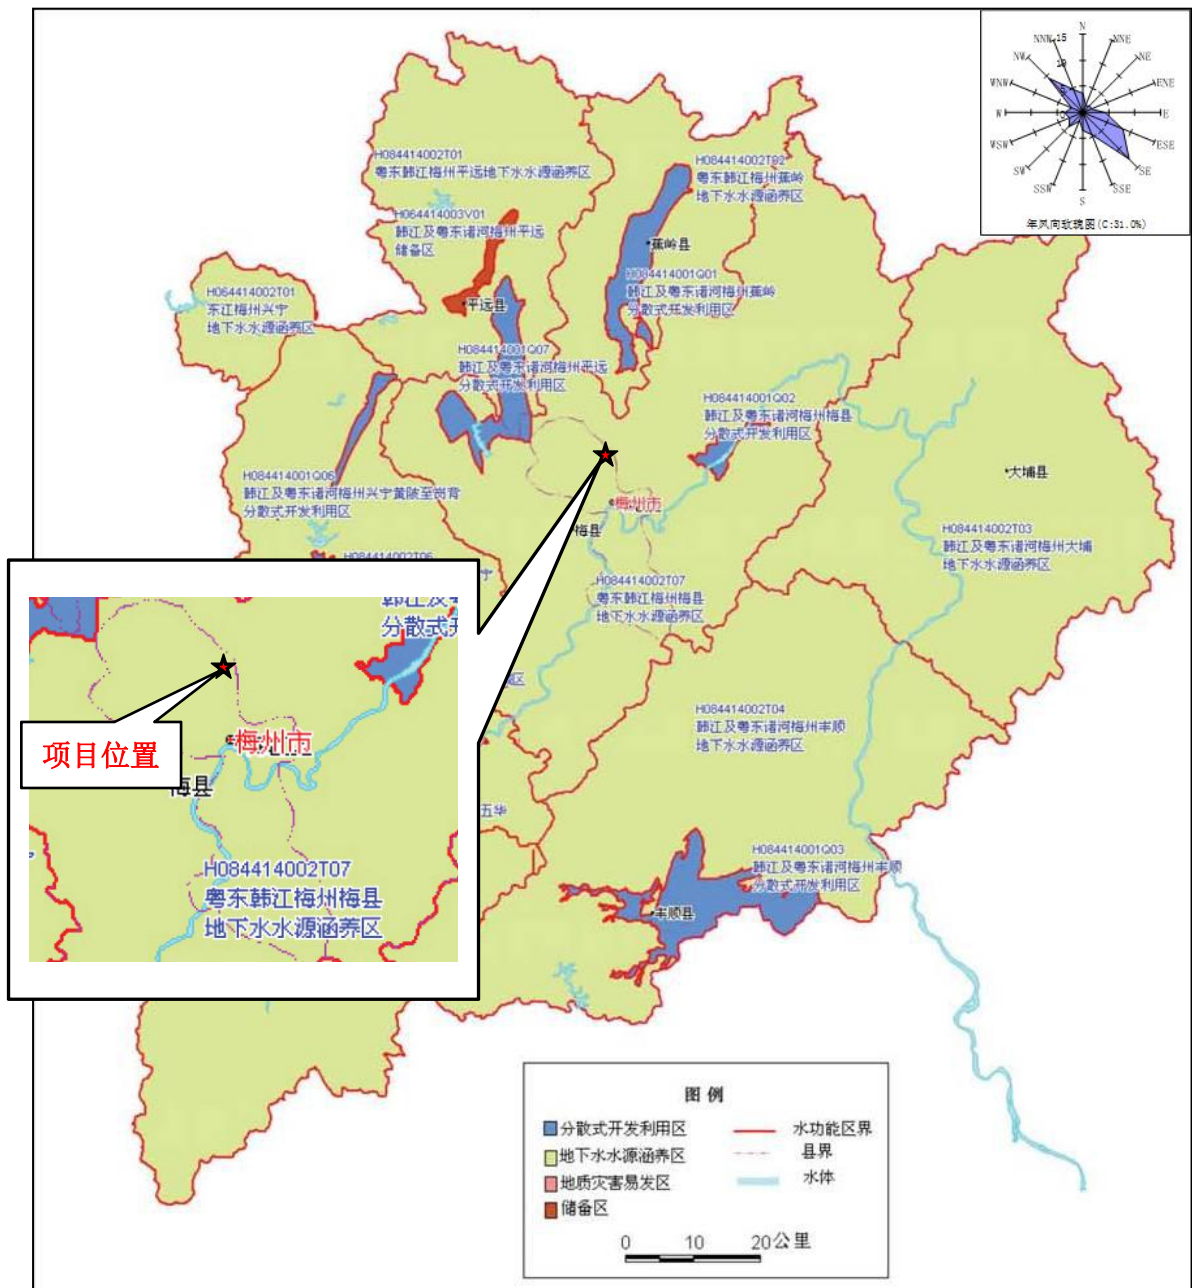 N
NNE
NE
ENE
E
ESE
SE
SSE
S
SSW
SW
WSW
W
WNW
NW
NNW
15
10
年风向玫瑰图(C:31.0%)
H084414002T01
粤东韩江梅州平远地下水水源涵养区
H064414003V01
韩江及粤东诸河梅州平远
储备区
H084414002T02
粤东韩江梅州蕉岭
地下水水源涵养区
蕉岭县
H084414001Q01
韩江及粤东诸河梅州蕉岭
分散式开发利用区
H064414002T01
东江梅州兴宁
地下水水源涵养区
平远县
H084414001Q07
韩江及粤东诸河梅州平远
分散式开发利用区
H084414001Q02
韩江及粤东诸河梅州梅县
分散式开发利用区
H084414001Q06
韩江及粤东诸河梅州兴宁黄陂至岗背
分散式开发利用区
大埔县
梅州市
梅县
H084414002T03
韩江及粤东诸河梅州大埔
地下水水源涵养区
H084414002T06
H084414002T07
粤东韩江梅州梅县
地下水水源涵养区
区
H084414002T04
韩江及粤东诸河梅州丰顺
地下水水源涵养区
五华
H084414001Q03
韩江及粤东诸河梅州丰顺
分散式开发利用区
丰顺县
韩江及
分散式开
项目位置
梅州市
梅县
H084414002T07
粤东韩江梅州梅县
地下水水源涵养区
图例
分散式开发利用区
水功能区界
地下水水源涵养区
县界
地质灾害易发区
水体
储备区
0 10 20公里